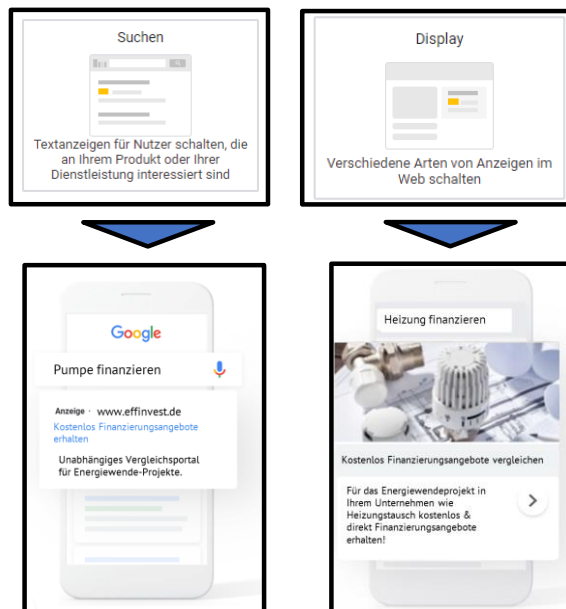 Suchen
Textanzeigen für Nutzer schalten, die
an Ihrem Produkt oder Ihrer
Dienstleistung interessiert sind
Display
Verschiedene Arten von Anzeigen im
Web schalten
Google
Pumpe finanzieren
Anzeige · www.effinvest.de
Kostenlos Finanzierungsangebote
erhalten
Unabhängiges Vergleichsportal
für Energiewende-Projekte.
Heizung finanzieren
Kostenlos Finanzierungsangebote vergleichen
Für das Energiewendeprojekt in
Ihrem Unternehmen wie
Heizungstausch kostenlos &
direkt Finanzierungsangebote
erhalten!